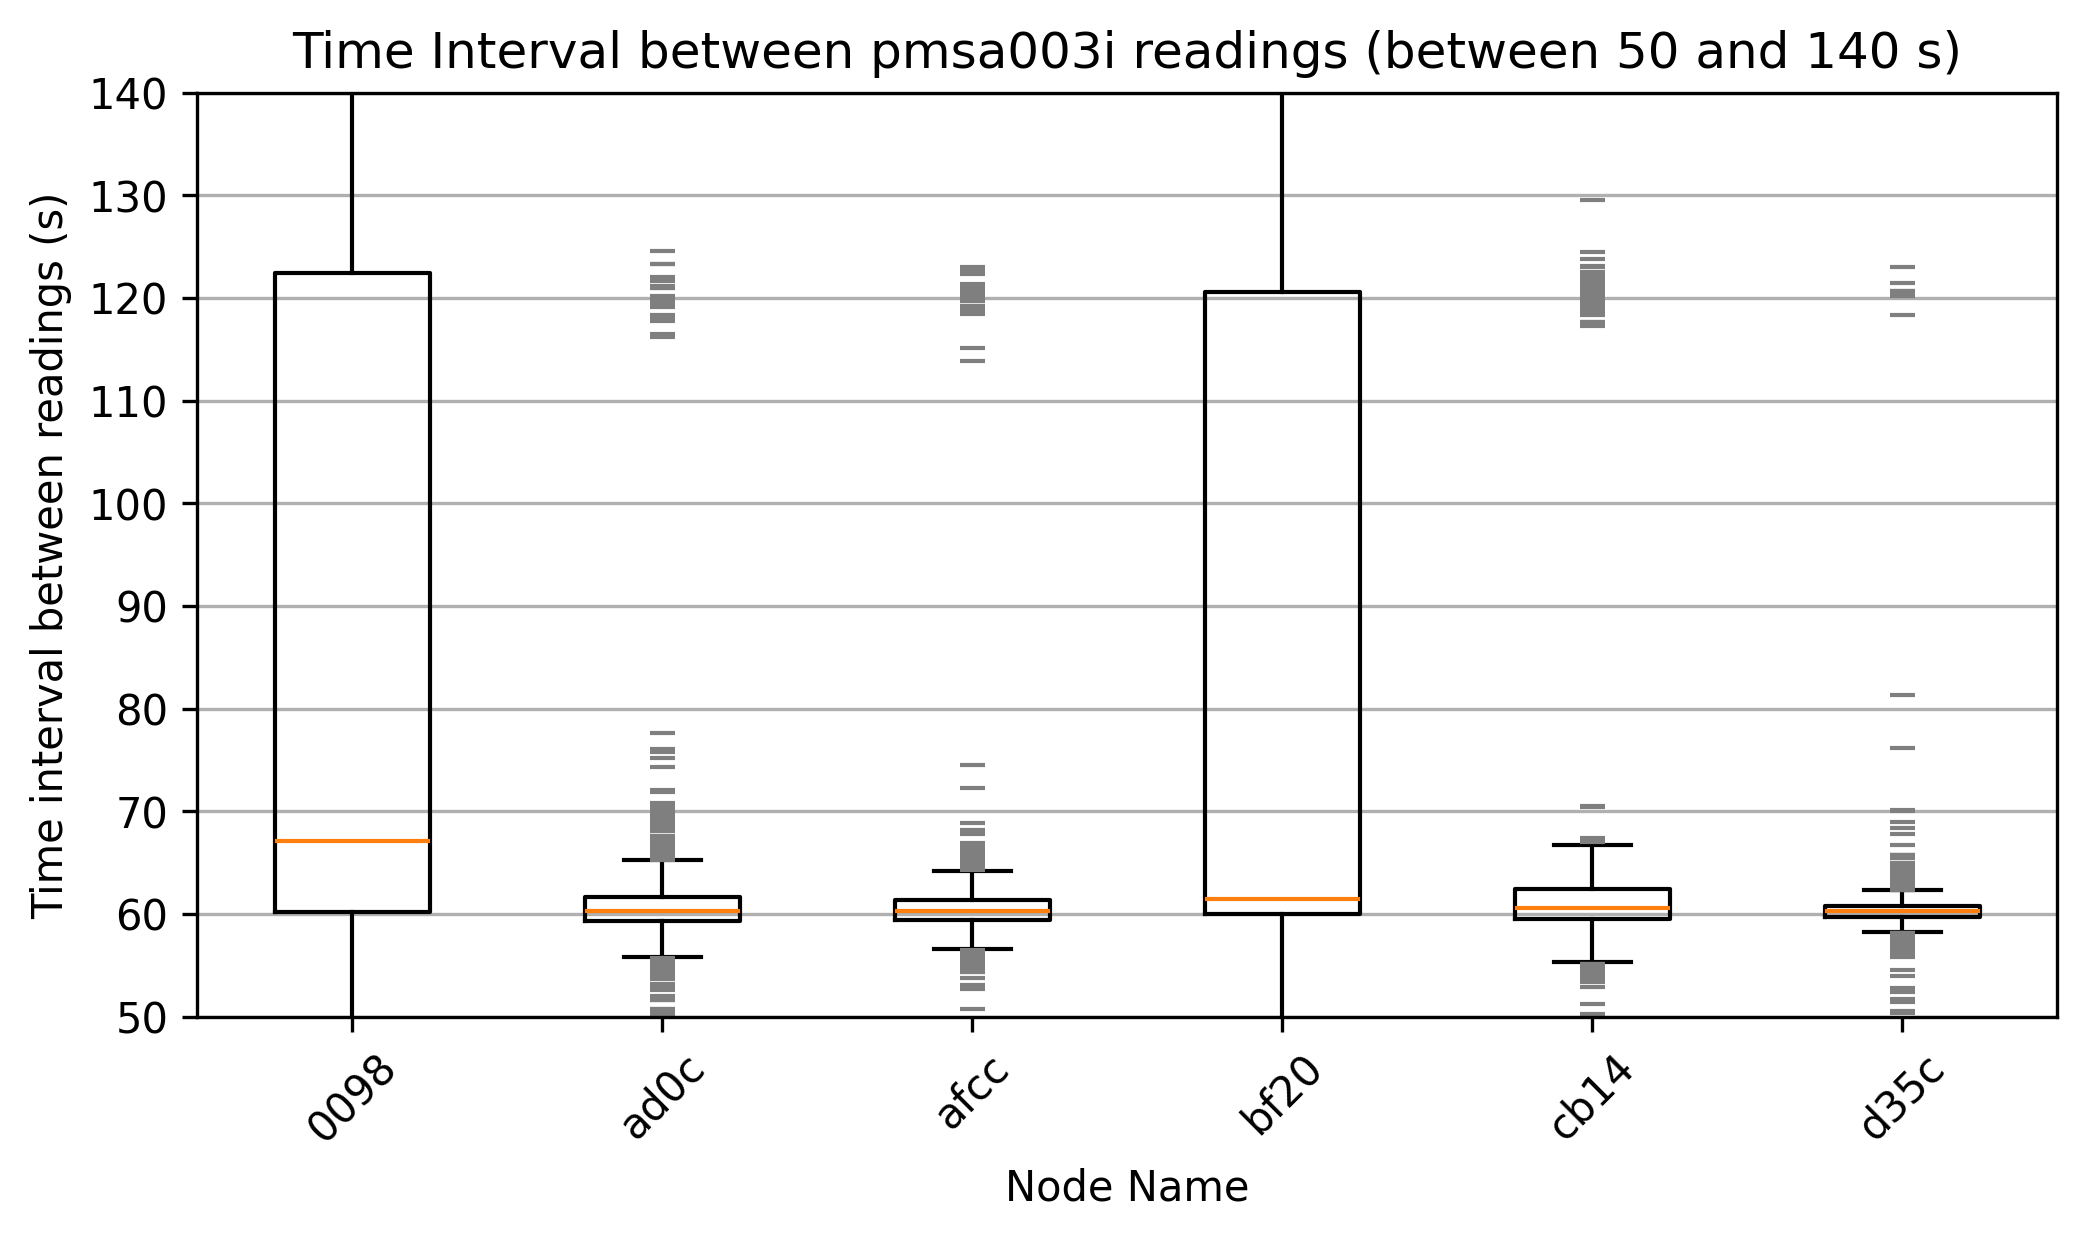 Time Interval between pmsa003i readings (between 50 and 140 s)
Time interval between readings (s)
140
130
120
110
100
90
80
70
60
50
0098
ad0c
afcc
bf20
cb14
d35c
Node Name